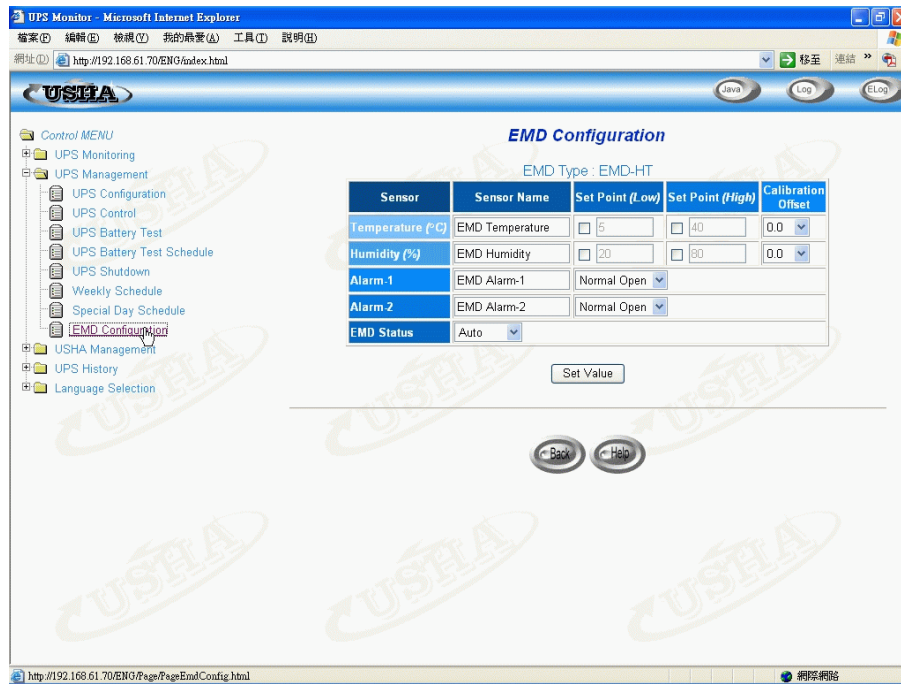 UPS Monitor - Microsoft Internet Explorer
檔案(F) 編輯(E) 檢視(V) 我的最愛(A) 工具(T) 說明(H)
網址(D) http://192.168.61.70/ENG/index.html 移至 連結 »
USHA Java Log ELog
Control MENU
UPS Monitoring
UPS Management
UPS Configuration
UPS Control
UPS Battery Test
UPS Battery Test Schedule
UPS Shutdown
Weekly Schedule
Special Day Schedule
EMD Configuration
USHA Management
UPS History
Language Selection
EMD Configuration
EMD Type : EMD-HT
Sensor Sensor Name Set Point (Low) Set Point (High) Calibration Offset
Temperature (°C) EMD Temperature 5 40 0.0
Humidity (%) EMD Humidity 20 80 0.0
Alarm-1 EMD Alarm-1 Normal Open
Alarm-2 EMD Alarm-2 Normal Open
EMD Status Auto
Set Value
Back Help
http://192.168.61.70/ENG/Page/PageEmdConfig.html 網際網路